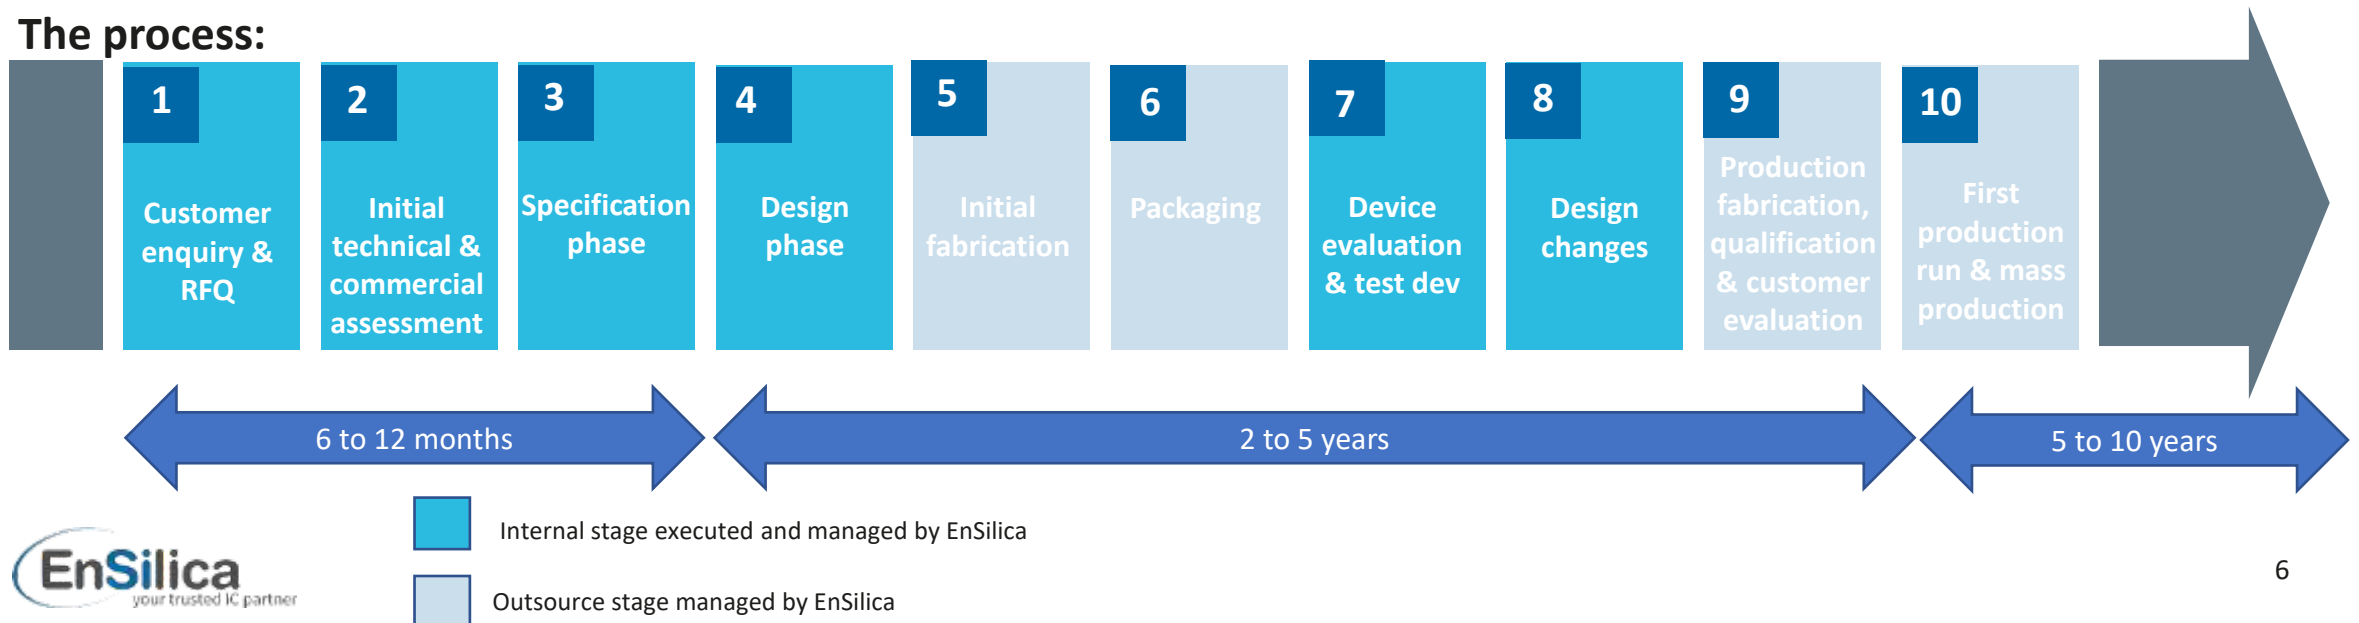 The process:
1
Customer
enquiry &
RFQ
2
Initial
technical &
commercial
assessment
3
Specification
phase
4
Design
phase
5
Initial
fabrication
6
Packaging
7
Device
evaluation
& test dev
8
Design
changes
9
Production
fabrication,
qualification
& customer
evaluation
10
First
production
run & mass
production
6 to 12 months
2 to 5 years
5 to 10 years
Internal stage executed and managed by EnSilica
Outsource stage managed by EnSilica
EnSilica
your trusted IC partner
6